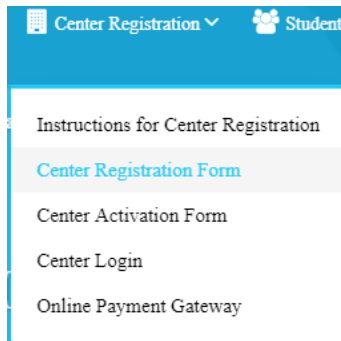 Center Registration Student
Instructions for Center Registration
Center Registration Form
Center Activation Form
Center Login
Online Payment Gateway